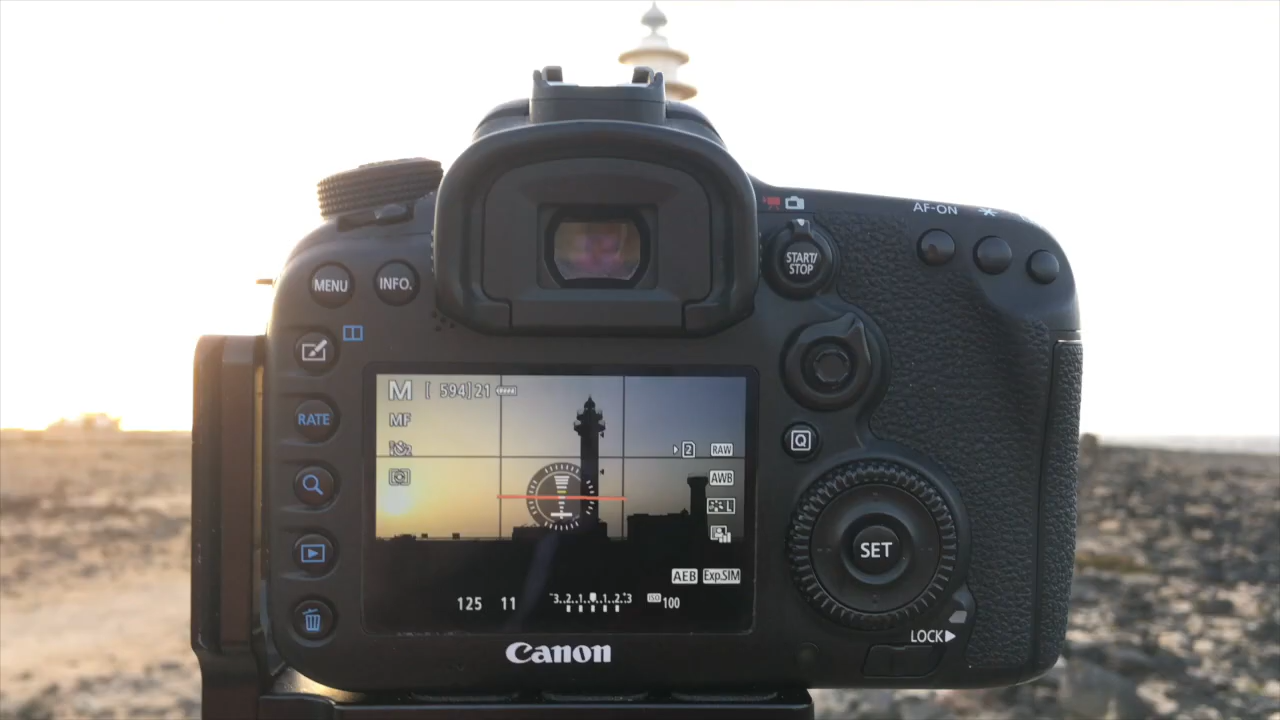 AF-ON
MENU
INFO.
START/
STOP
RATE
M [ 594] 21
MF
2
RAW
AWB
L
Q
SET
AEB Exp.SIM
125 11 -3..2..1..0..1..2..:3 ISO 100
LOCK
Canon